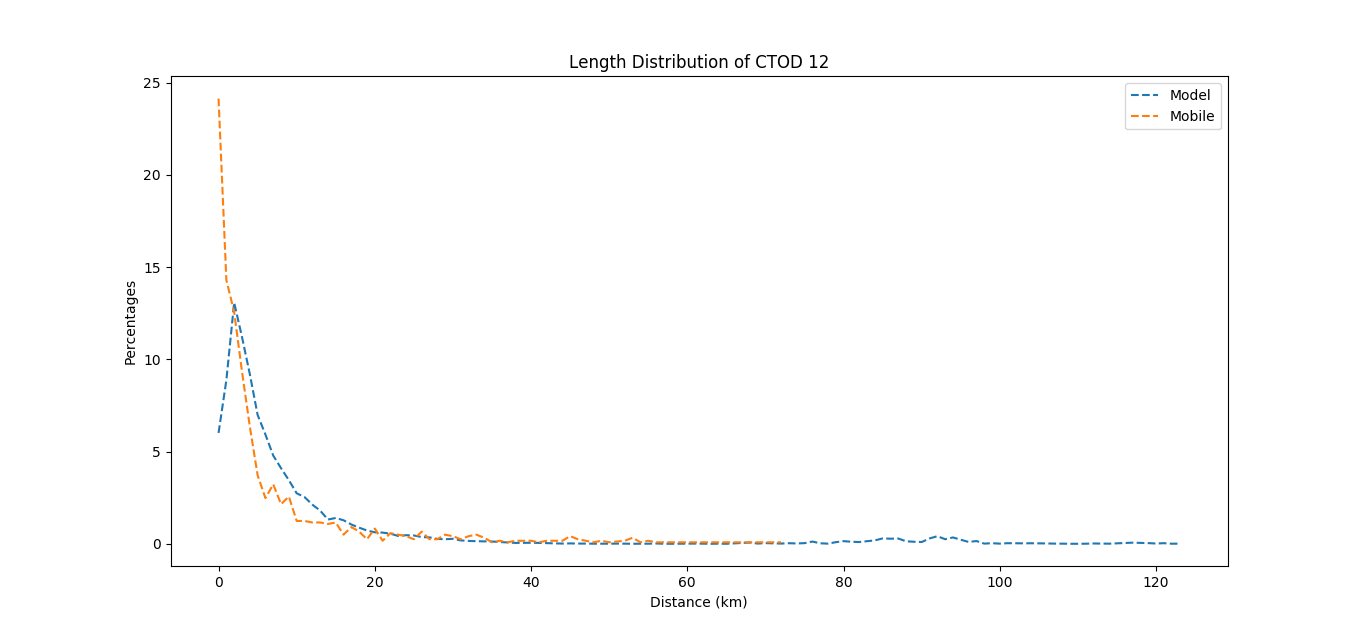 Length Distribution of CTOD 12
Model
Mobile
Percentages
25
20
15
10
5
0
0 20 40 60 80 100 120
Distance (km)